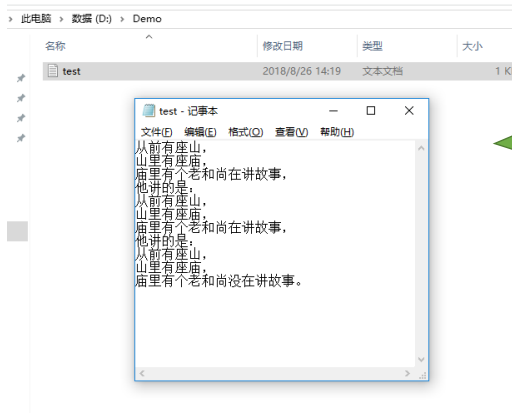 此电脑 > 数据 (D:) > Demo
名称 修改日期 类型 大小
test 2018/8/26 14:19 文本文档 1 K
test - 记事本
文件(F) 编辑(E) 格式(O) 查看(V) 帮助(H)
从前有座山，
山里有座庙，
庙里有个老和尚在讲故事，
他讲的是：
从前有座山，
山里有座庙，
庙里有个老和尚在讲故事，
他讲的是：
从前有座山，
山里有座庙，
庙里有个老和尚没在讲故事。